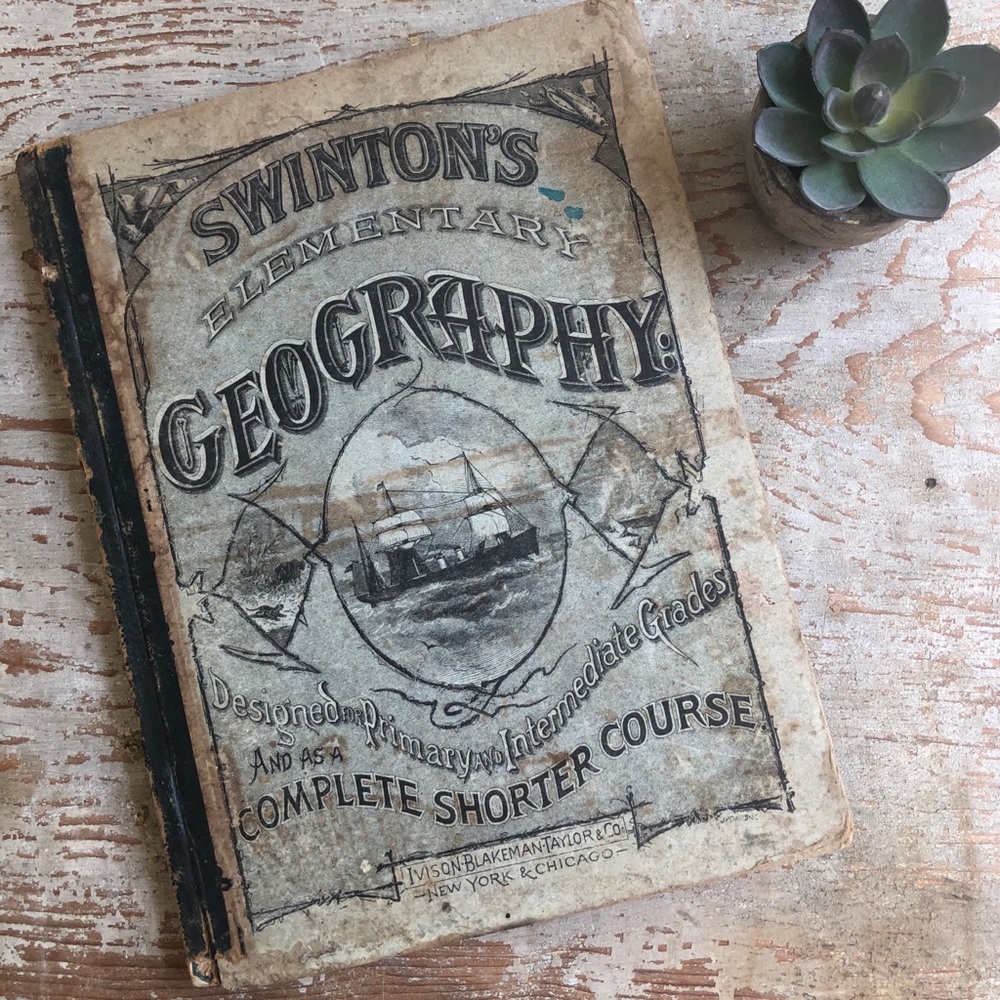 SWINTON'S
ELEMENTARY
GEOGRAPHY:
Designed FOR Primary AND Intermediate Grades,
AND AS A
COMPLETE SHORTER COURSE.
IVISON·BLAKEMAN·TAYLOR & CO.
NEW YORK & CHICAGO